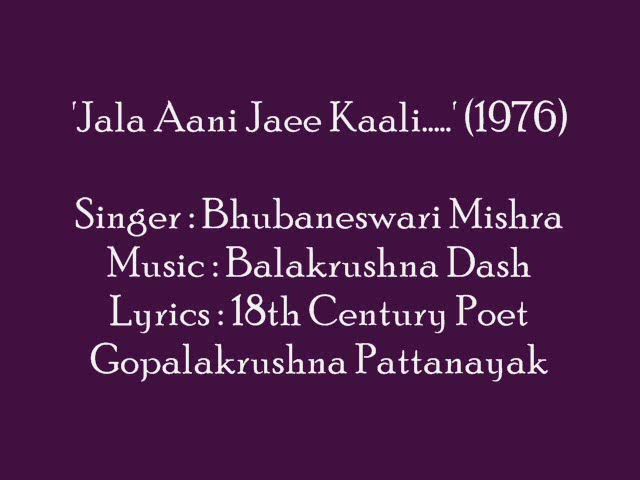 'Jala Aani Jaee Kaali.....' (1976)
Singer : Bhubaneswari Mishra
Music : Balakrushna Dash
Lyrics : 18th Century Poet
Gopalakrushna Pattanayak